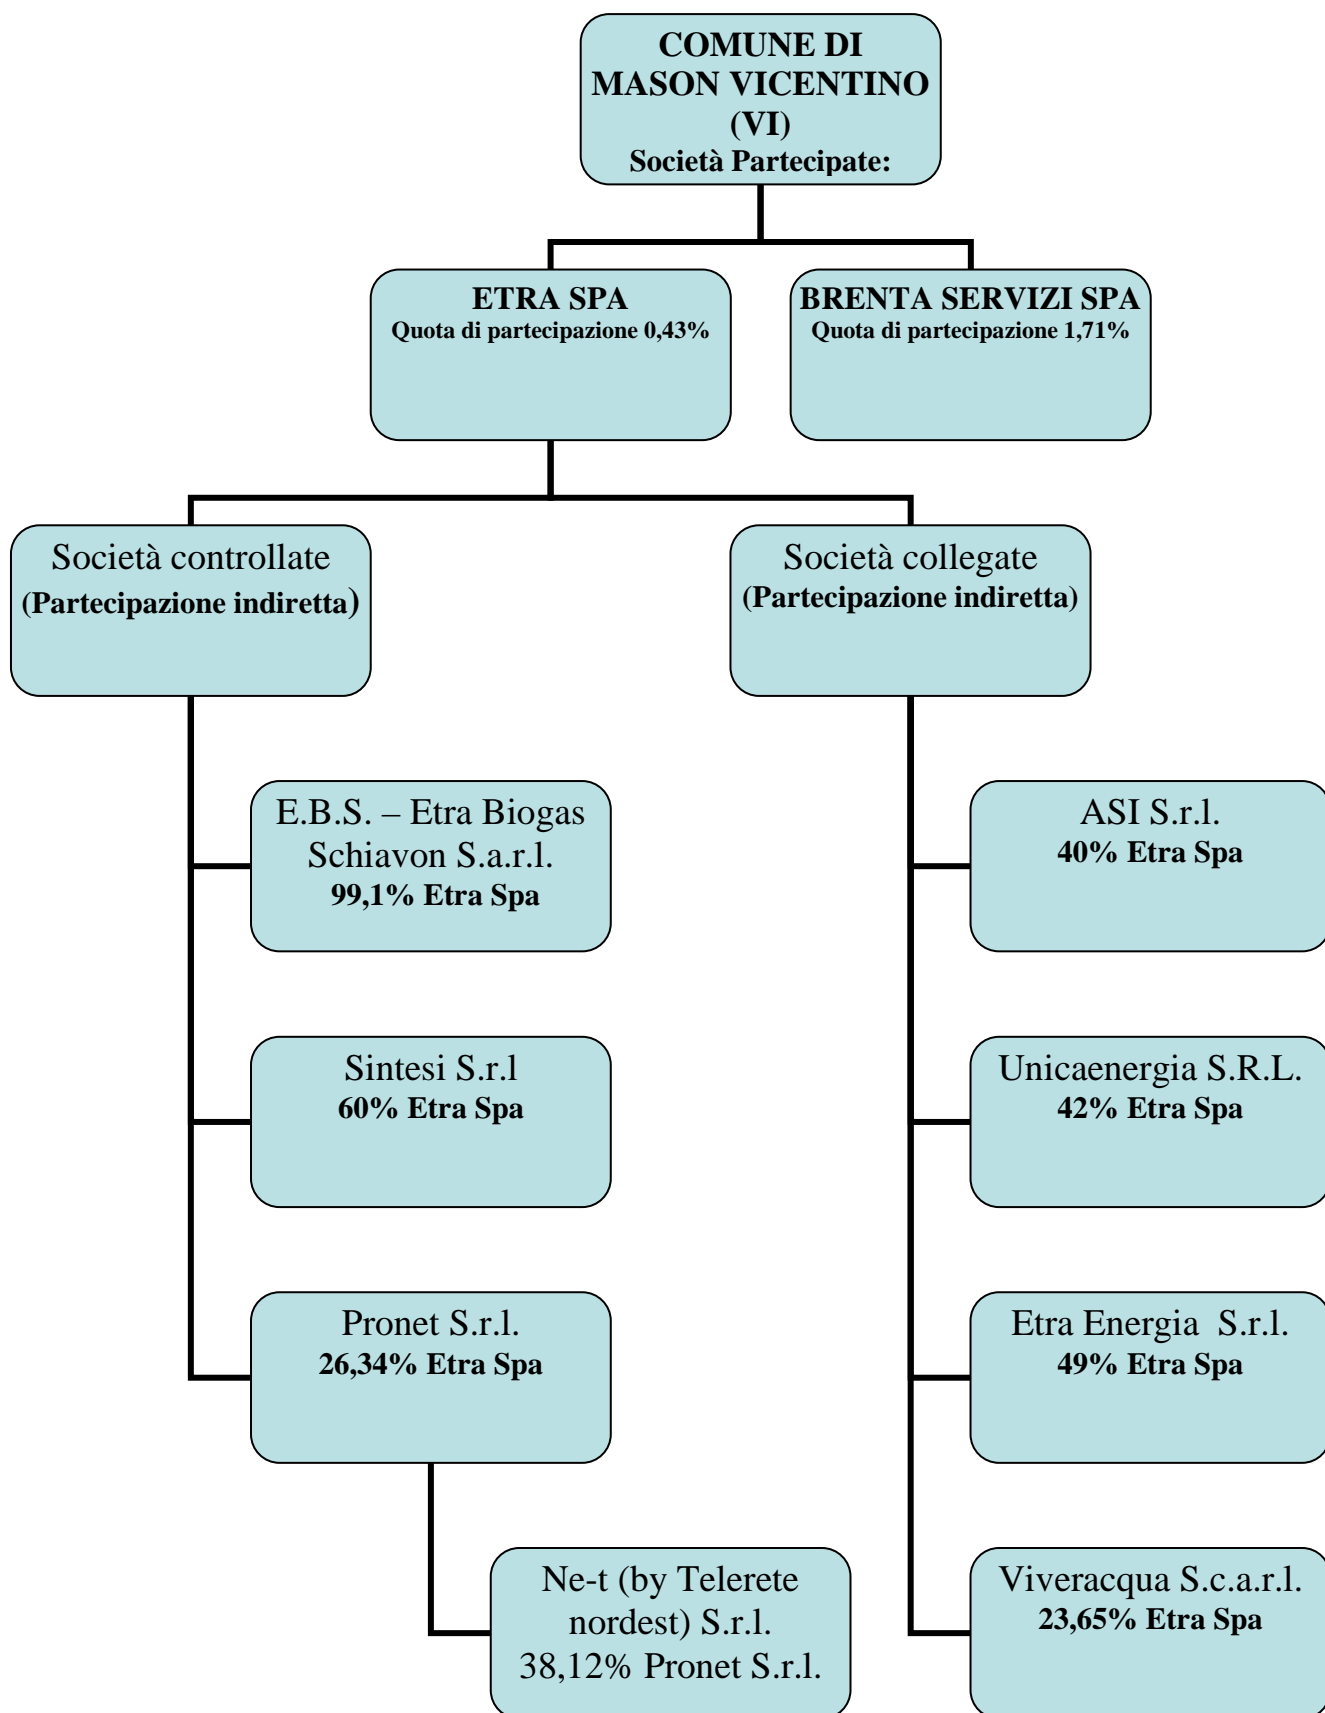 COMUNE DI
MASON VICENTINO
(VI)
Società Partecipate:
ETRA SPA
Quota di partecipazione 0,43%
BRENTA SERVIZI SPA
Quota di partecipazione 1,71%
Società controllate
(Partecipazione indiretta)
Società collegate
(Partecipazione indiretta)
E.B.S. – Etra Biogas
Schiavon S.a.r.l.
99,1% Etra Spa
ASI S.r.l.
40% Etra Spa
Sintesi S.r.l
60% Etra Spa
Unicaenergia S.R.L.
42% Etra Spa
Pronet S.r.l.
26,34% Etra Spa
Etra Energia  S.r.l.
49% Etra Spa
Ne-t (by Telerete
nordest) S.r.l.
38,12% Pronet S.r.l.
Viveracqua S.c.a.r.l.
23,65% Etra Spa